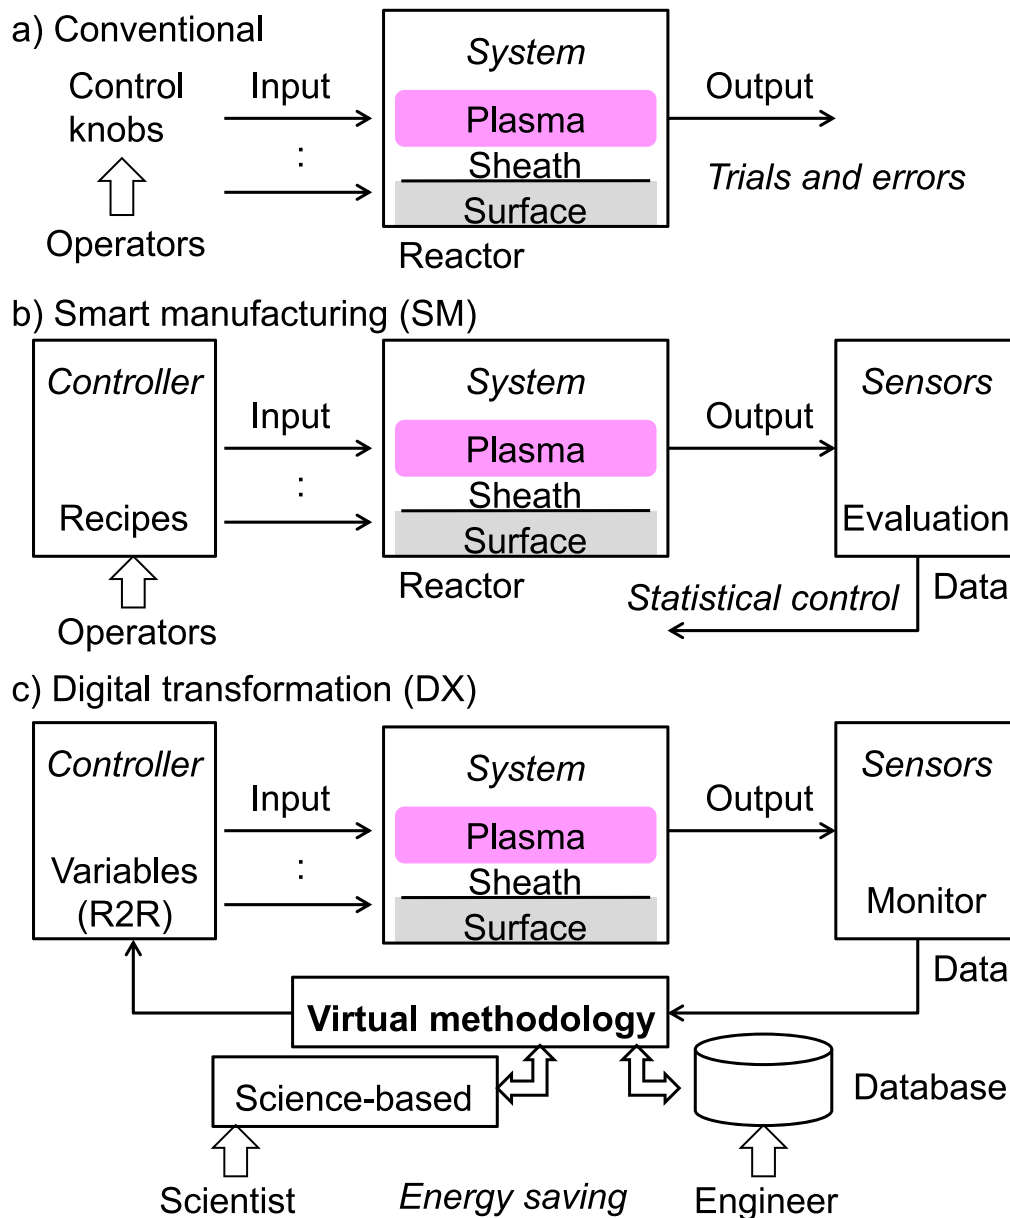 a) Conventional
Control
knobs
Operators
Input
:
System
Plasma
Sheath
Surface
Reactor
Output
Trials and errors
b) Smart manufacturing (SM)
Controller
Recipes
Operators
Input
:
System
Plasma
Sheath
Surface
Reactor
Output
Sensors
Evaluation
Data
Statistical control
c) Digital transformation (DX)
Controller
Variables
(R2R)
Input
:
System
Plasma
Sheath
Surface
Output
Sensors
Monitor
Data
Virtual methodology
Science-based
Database
Scientist
Energy saving
Engineer